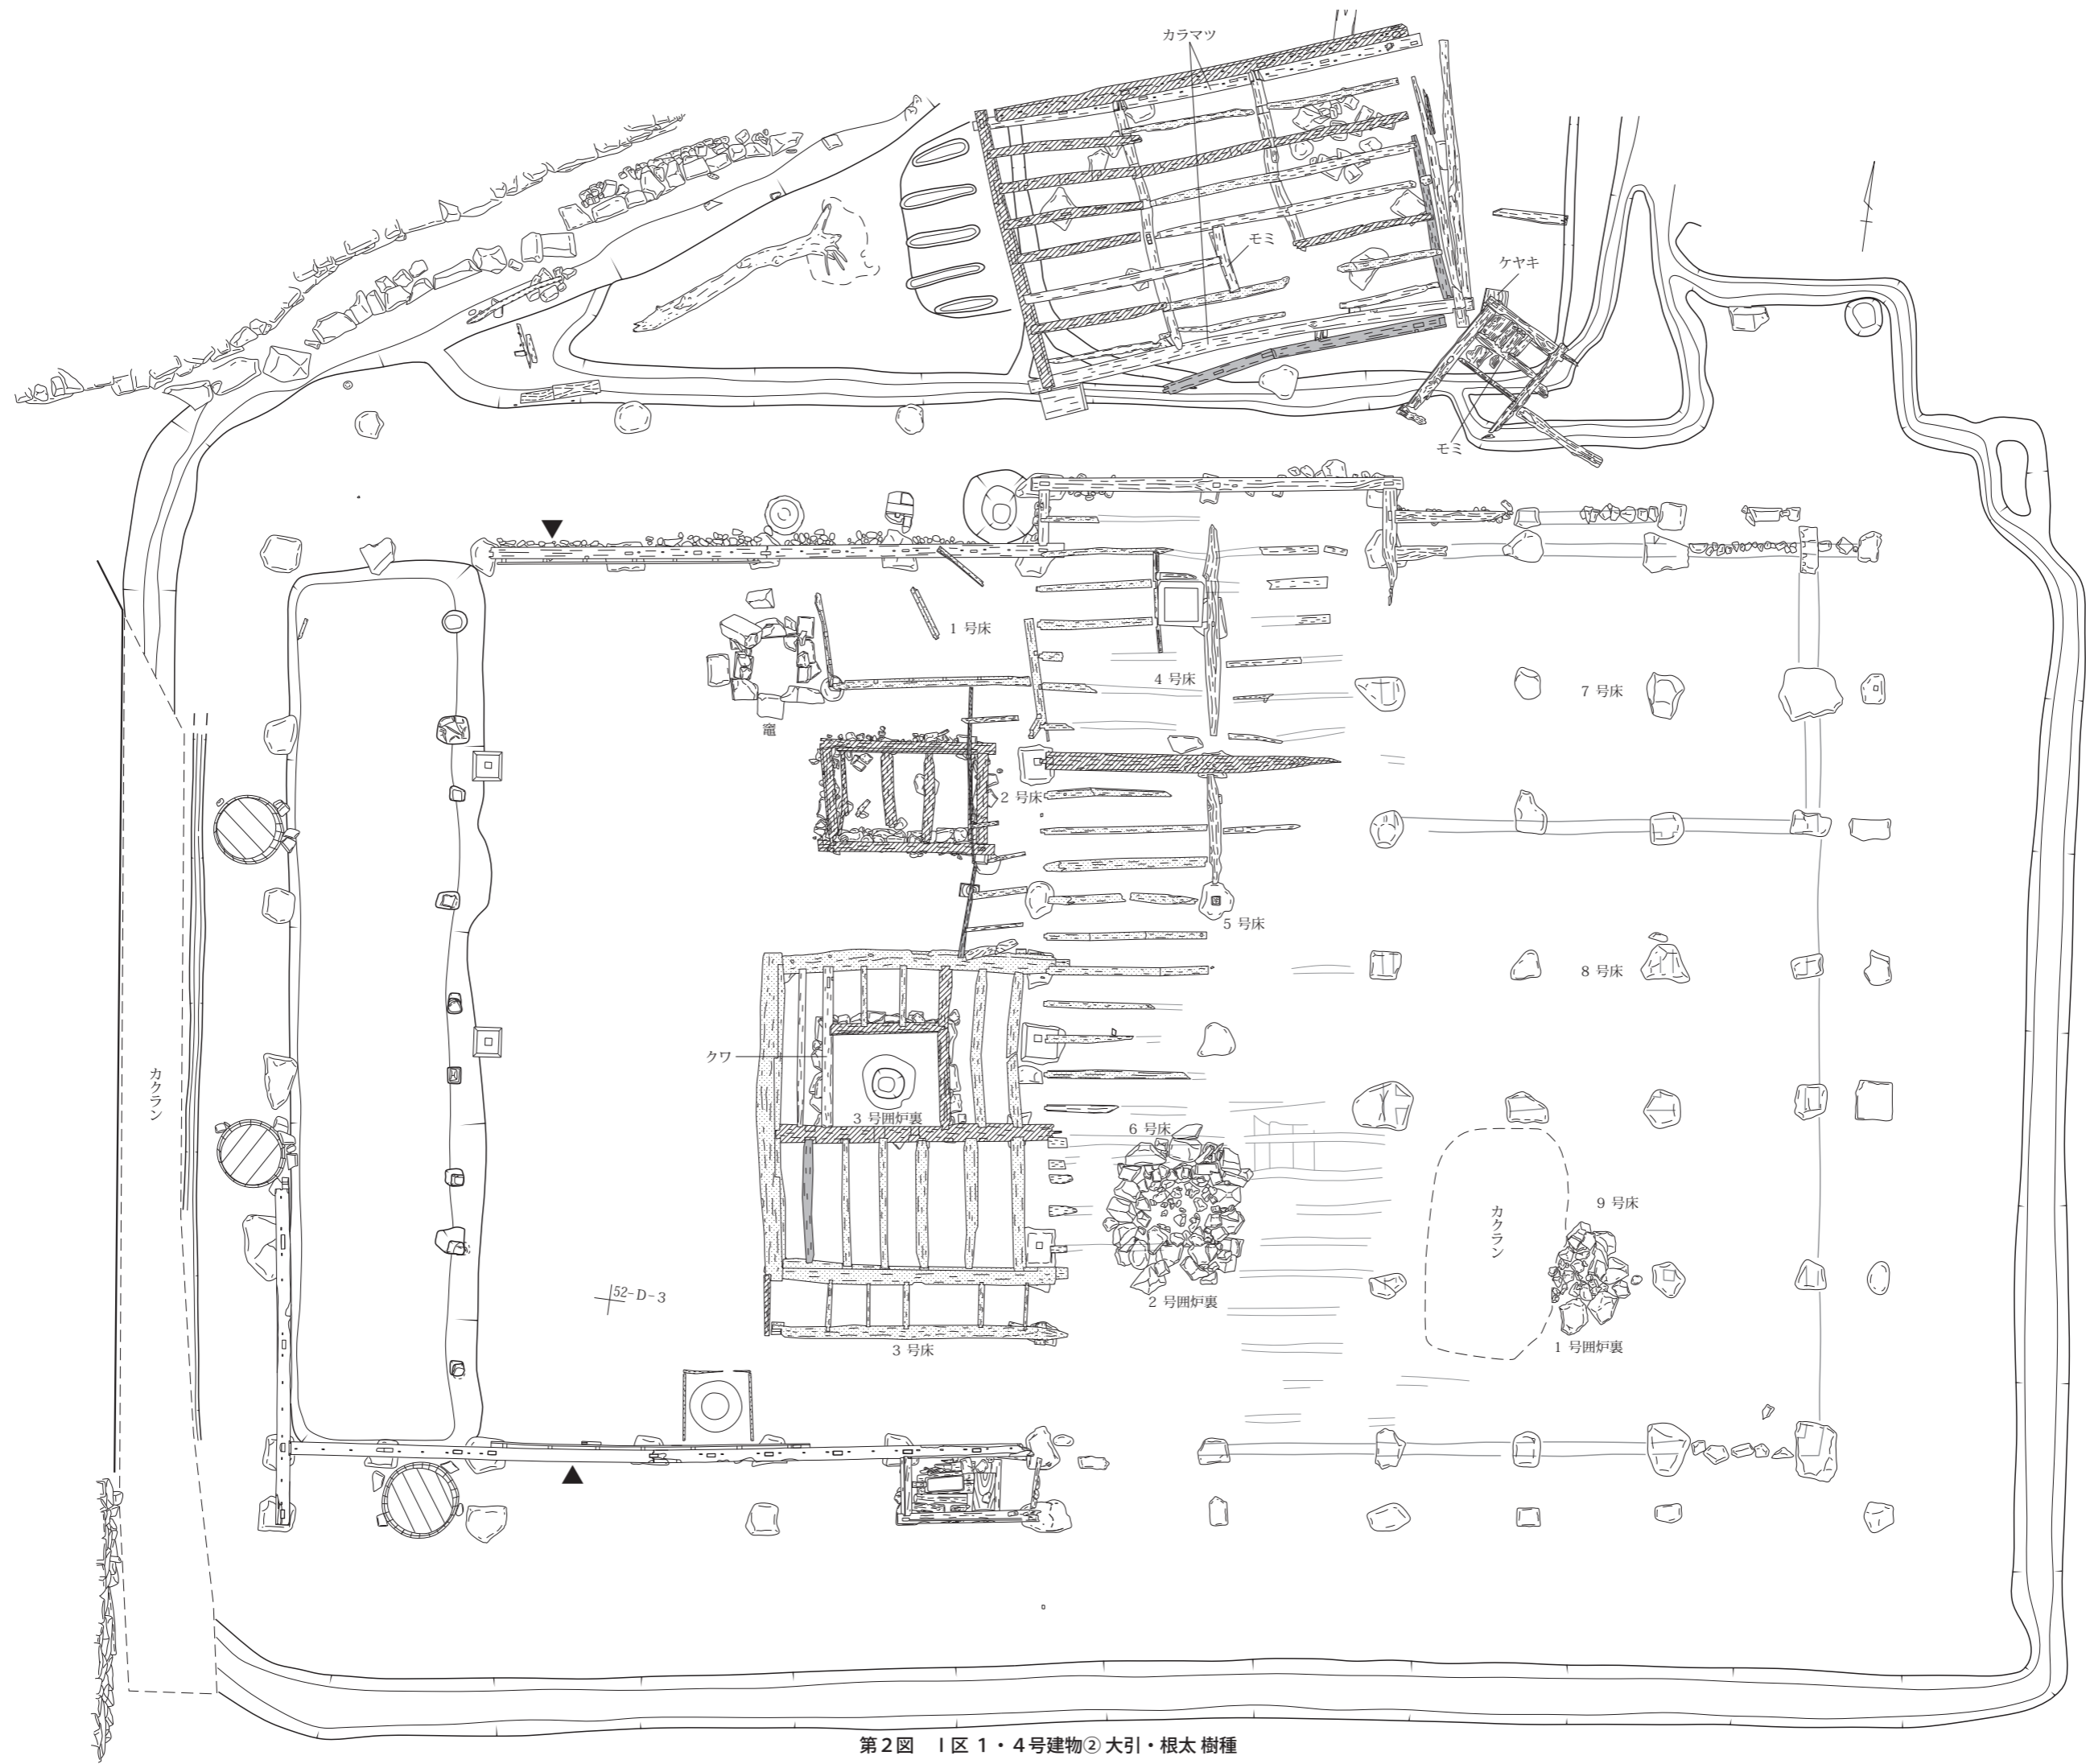 カラマツ
モミ
ケヤキ
モミ
1 号床
4 号床
7 号床
竈
2 号床
5 号床
8 号床
クワ
カクラン
3 号囲炉裏
6 号床
9 号床
カクラン
52-D-3
2 号囲炉裏
1 号囲炉裏
3 号床
第２図　Ⅰ区 １・４号建物② 大引・根太 樹種